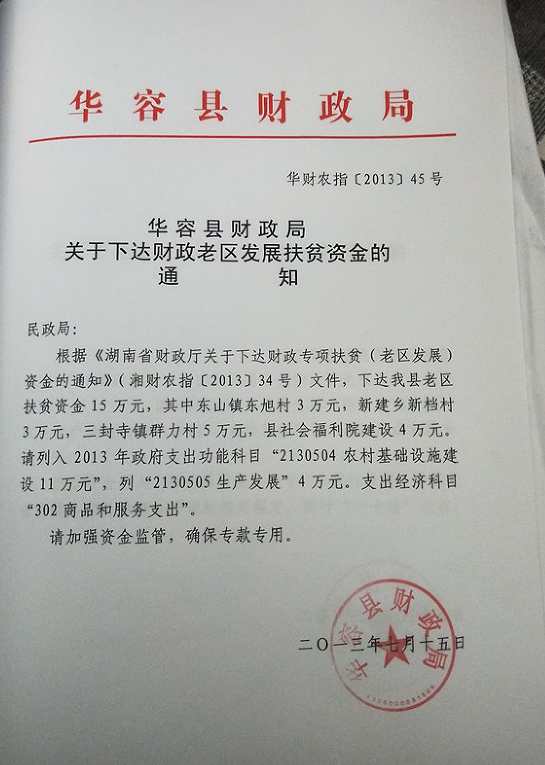 华容县财政局
华财农指〔2013〕45号
华容县财政局
关于下达财政老区发展扶贫资金的
通 知
民政局：
根据《湖南省财政厅关于下达财政专项扶贫（老区发展）
资金的通知》（湘财农指〔2013〕34号）文件，下达我县老区
扶贫资金15万元，其中东山镇东旭村3万元，新建乡新档村
3万元，三封寺镇群力村5万元，县社会福利院建设4万元。
请列入2013年政府支出功能科目“2130504农村基础设施建
设11万元”，列“2130505生产发展”4万元。支出经济科目
“302商品和服务支出”。
请加强资金监管，确保专款专用。
二〇一三年七月十五日
华容县财政局